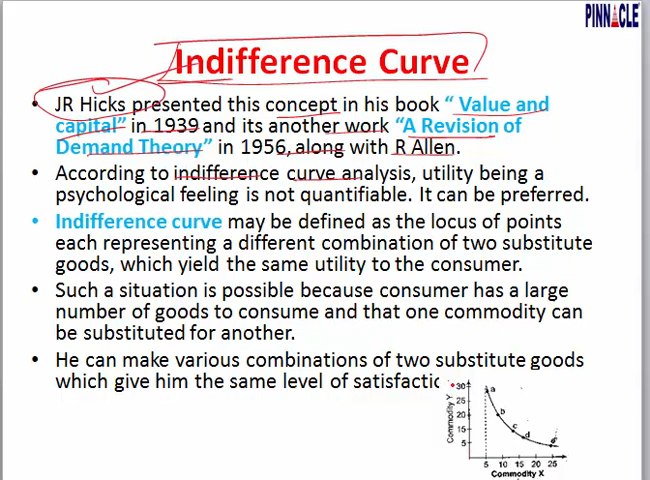 PINNACLE
Indifference Curve
• JR Hicks presented this concept in his book “ Value and
capital” in 1939 and its another work “A Revision of
Demand Theory” in 1956, along with R Allen.
• According to indifference curve analysis, utility being a
psychological feeling is not quantifiable. It can be preferred.
• Indifference curve may be defined as the locus of points
each representing a different combination of two substitute
goods, which yield the same utility to the consumer.
• Such a situation is possible because consumer has a large
number of goods to consume and that one commodity can
be substituted for another.
• He can make various combinations of two substitute goods
which give him the same level of satisfactic
Commodity Y
30
25
20
15
5
a
b
c
d
5 10 15 20 25
Commodity X